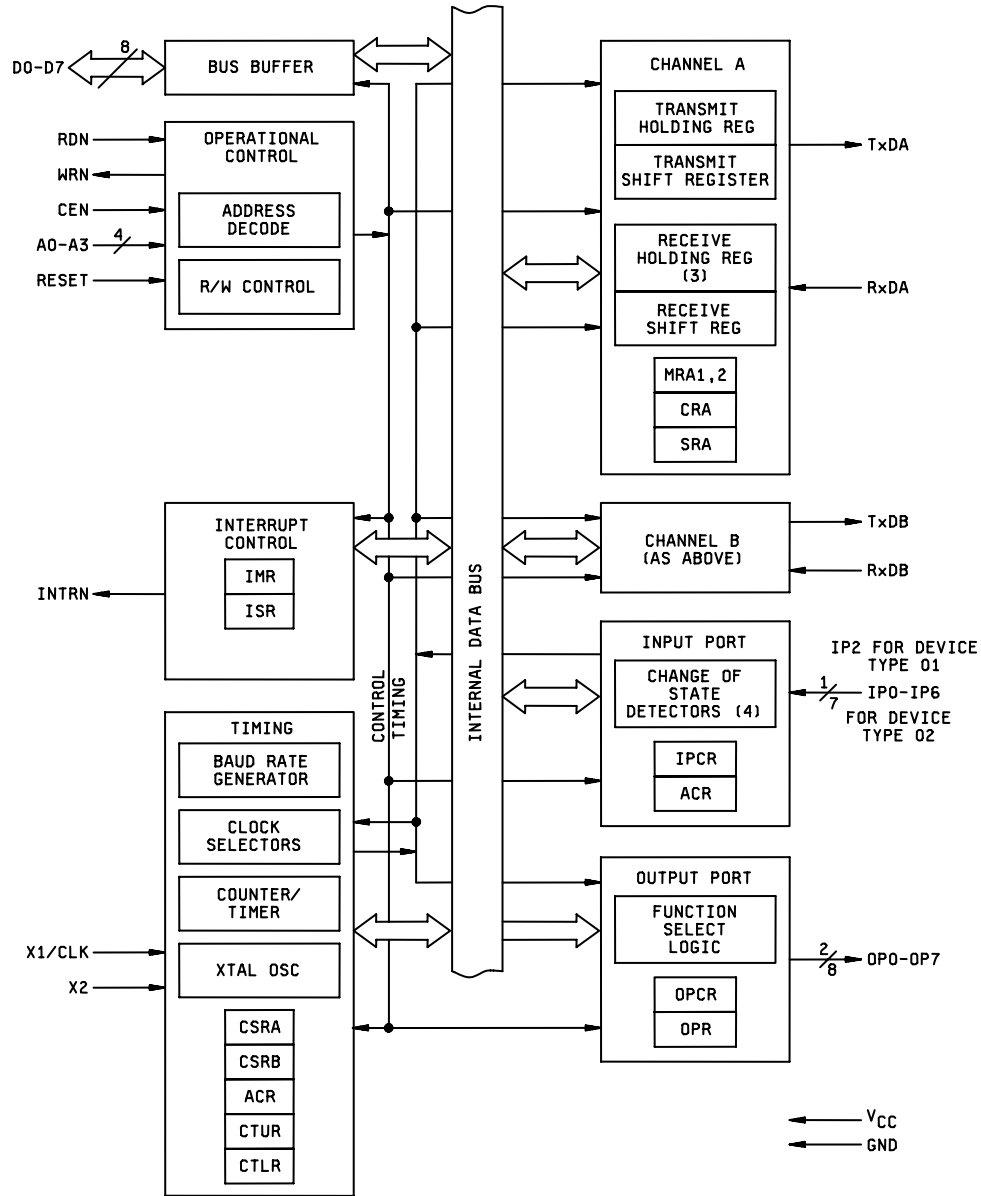 8
D0-D7
BUS BUFFER
RDN
WRN
CEN
4
A0-A3
RESET
OPERATIONAL
CONTROL
ADDRESS
DECODE
R/W CONTROL
INTERRUPT
CONTROL
IMR
ISR
INTRN
TIMING
BAUD RATE
GENERATOR
CLOCK
SELECTORS
COUNTER/
TIMER
XTAL OSC
X1/CLK
X2
CSRA
CSRB
ACR
CTUR
CTLR
CONTROL
TIMING
INTERNAL DATA BUS
CHANNEL A
TRANSMIT
HOLDING REG
TRANSMIT
SHIFT REGISTER
RECEIVE
HOLDING REG
(3)
RECEIVE
SHIFT REG
MRA1,2
CRA
SRA
TxDA
RxDA
CHANNEL B
(AS ABOVE)
TxDB
RxDB
INPUT PORT
CHANGE OF
STATE
DETECTORS (4)
IPCR
ACR
IP2 FOR DEVICE
TYPE 01
1
7
IP0-IP6
FOR DEVICE
TYPE 02
OUTPUT PORT
FUNCTION
SELECT
LOGIC
OPCR
OPR
2
8
OP0-OP7
VCC
GND